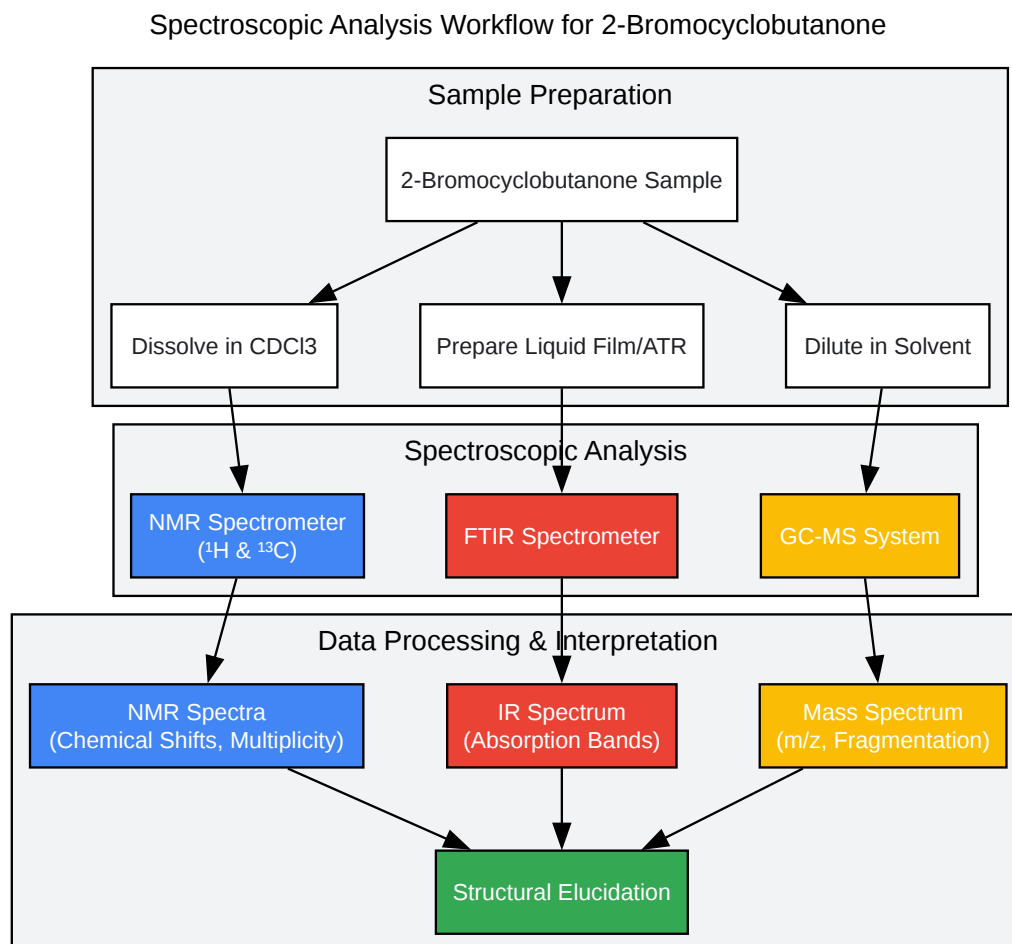 Spectroscopic Analysis Workflow for 2-Bromocyclobutanone
Sample Preparation
2-Bromocyclobutanone Sample
Dissolve in CDCl3
Prepare Liquid Film/ATR
Dilute in Solvent
Spectroscopic Analysis
NMR Spectrometer
(¹H & ¹³C)
FTIR Spectrometer
GC-MS System
Data Processing & Interpretation
NMR Spectra
(Chemical Shifts, Multiplicity)
IR Spectrum
(Absorption Bands)
Mass Spectrum
(m/z, Fragmentation)
Structural Elucidation